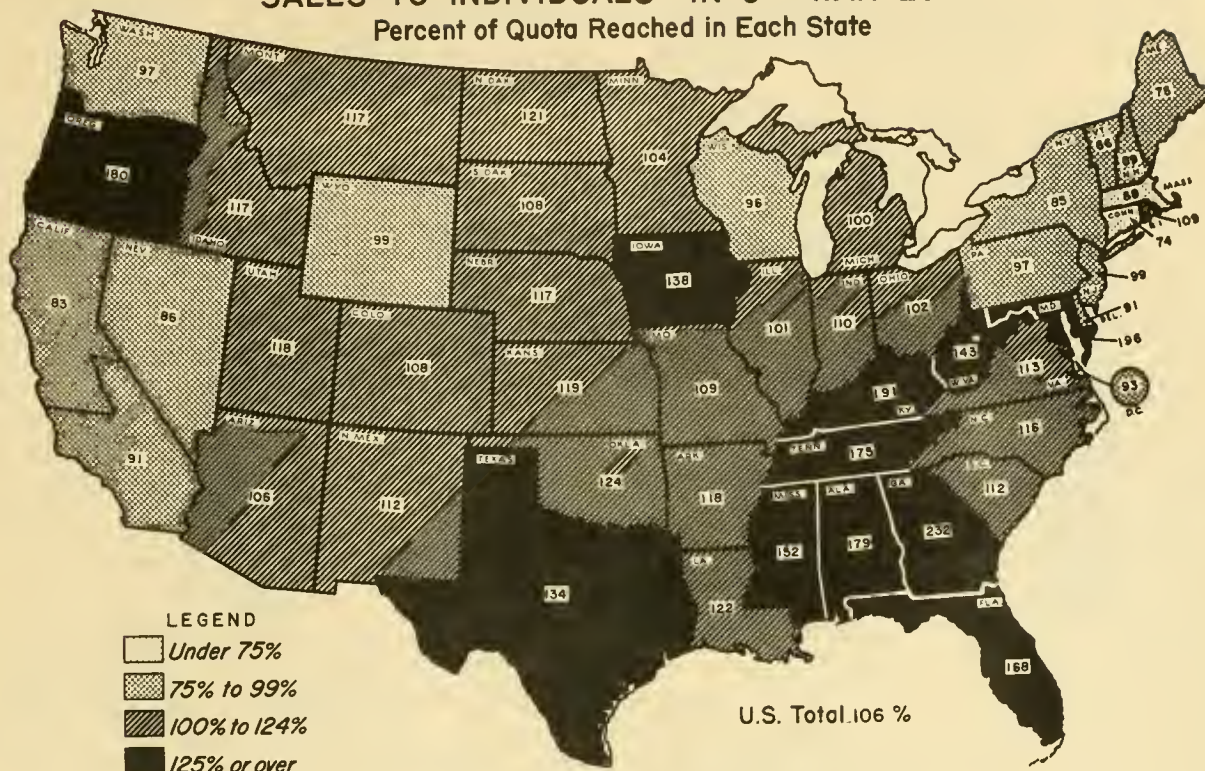 Percent of Quota Reached in Each State
WASH.
97
MONT.
117
N.DAK.
121
MINN.
104
ME.
OREG.
180
IDAHO
117
WYO.
99
S.DAK.
108
WIS.
96
MICH.
100
N.Y.
85
VT.
N.H.
MASS
CONN.
74
109
CALIF.
83
91
NEV.
86
UTAH
118
COLO.
108
NEBR.
117
IOWA
138
ILL.
101
IND.
110
OHIO
102
PA.
97
99
DEL. 91
MD.
196
W.VA.
143
VA.
113
93
D.C.
KANS.
119
MO.
109
KY.
191
ARIZ.
106
N.MEX.
112
OKLA.
124
ARK.
118
TENN.
175
N.C.
116
S.C.
112
TEXAS
134
LA.
122
MISS.
152
ALA.
179
GA.
232
FLA.
168
LEGEND
Under 75%
75% to 99%
100% to 124%
125% or over
U.S. Total 106 %